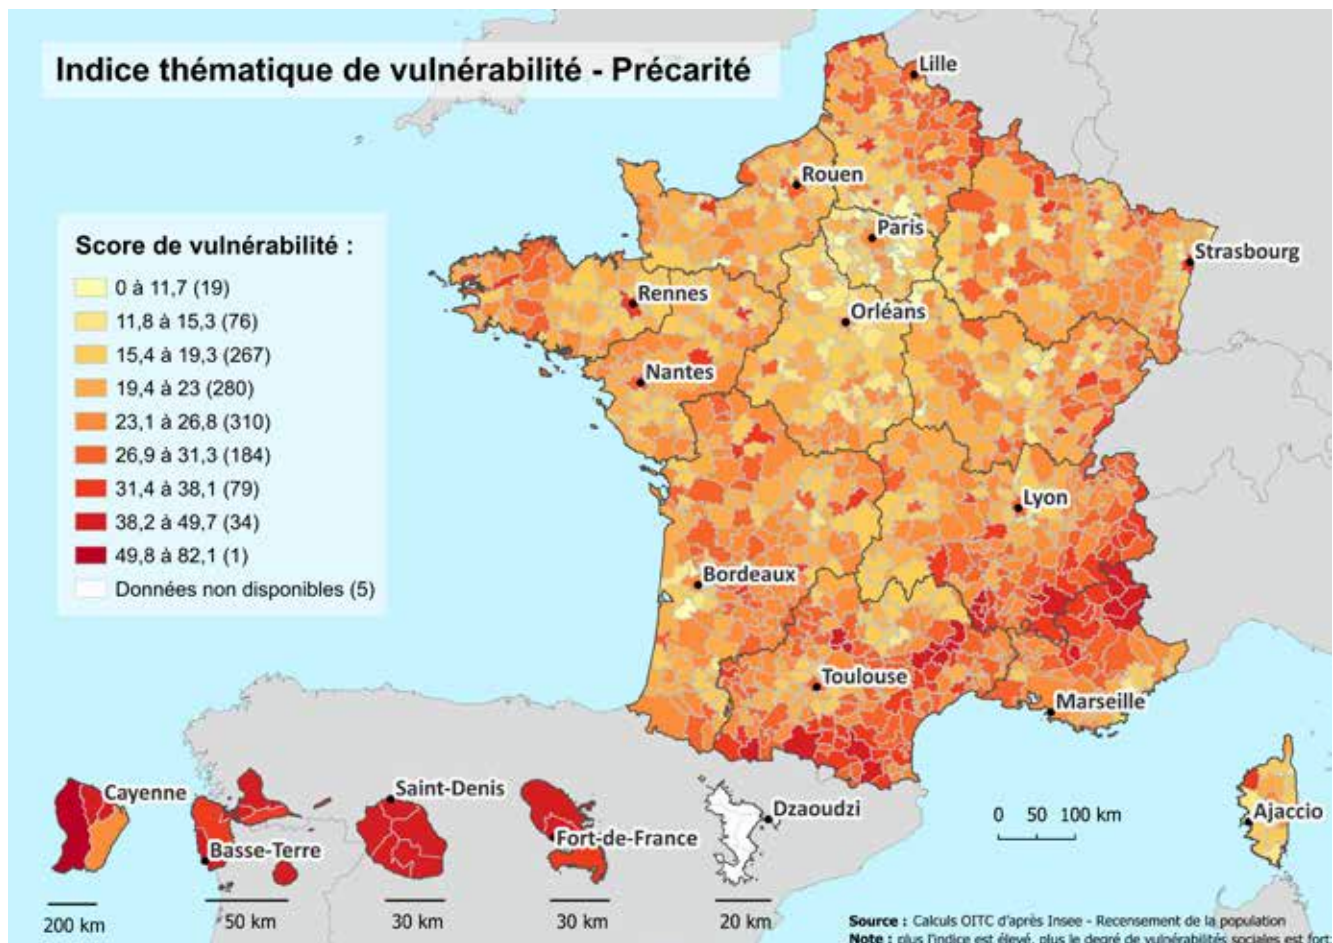 Indice thématique de vulnérabilité - Précarité
Lille
Rouen
Paris
Strasbourg
Score de vulnérabilité :
0 à 11,7 (19)
11,8 à 15,3 (76)
15,4 à 19,3 (267)
19,4 à 23 (280)
23,1 à 26,8 (310)
26,9 à 31,3 (184)
31,4 à 38,1 (79)
38,2 à 49,7 (34)
49,8 à 82,1 (1)
Données non disponibles (5)
Rennes
Orléans
Nantes
Lyon
Bordeaux
Toulouse
Marseille
Cayenne
Basse-Terre
Saint-Denis
Fort-de-France
Dzaoudzi
Ajaccio
0 50 100 km
200 km
50 km
30 km
30 km
20 km
Source : Calculs OITC d'après Insee - Recensement de la population
Note : plus l'indice est élevé, plus le degré de vulnérabilités sociales est fort